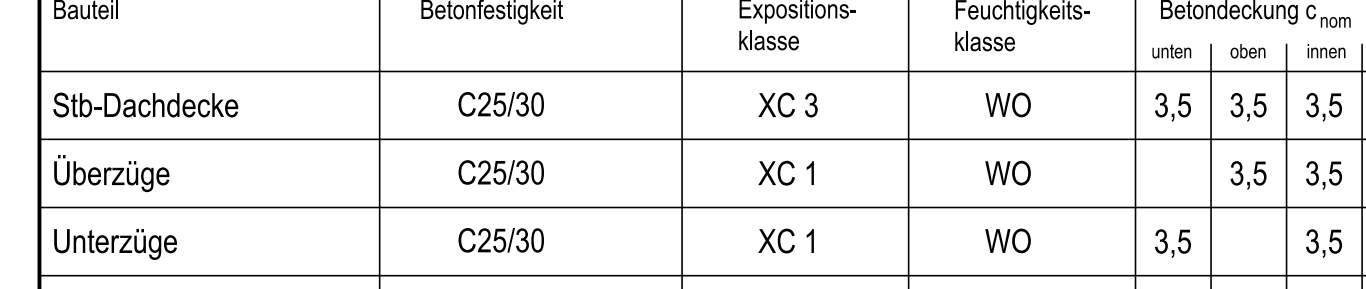 Bauteil Betonfestigkeit Expositions- Feuchtigkeits- Betondeckung c nom
klasse klasse unten oben innen
Stb-Dachdecke C25/30 XC 3 WO 3,5 3,5 3,5
Überzüge C25/30 XC 1 WO 3,5 3,5
Unterzüge C25/30 XC 1 WO 3,5 3,5